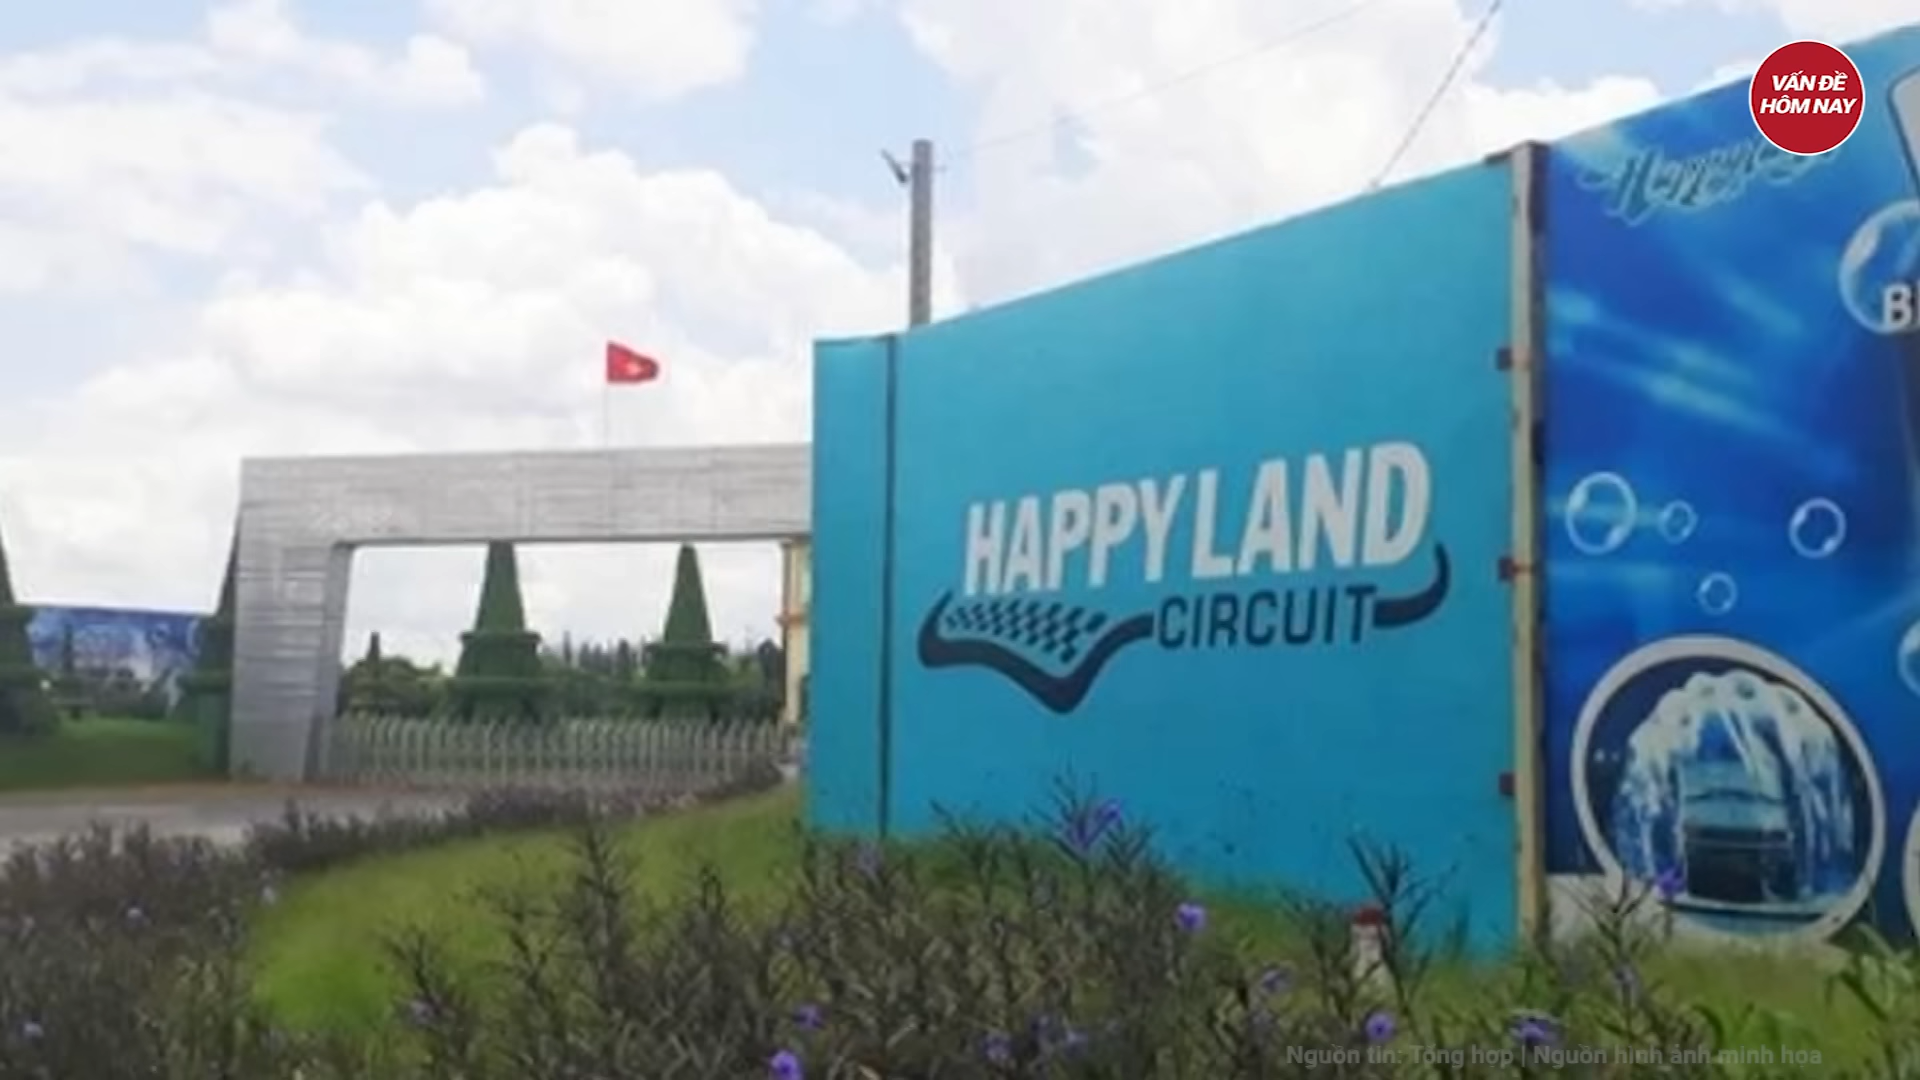 VẤN ĐỀ
HÔM NAY
HAPPY LAND
CIRCUIT
Nguồn tin: Tổng hợp | Nguồn hình ảnh minh họa